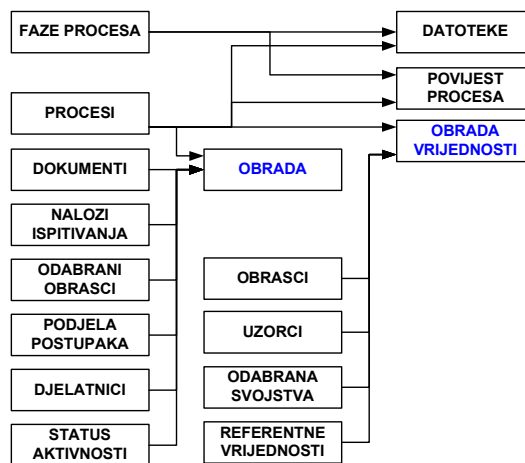 FAZE PROCESA
DATOTEKE
POVIJEST
PROCESA
PROCESI
OBRADA
VRIJEDNOSTI
DOKUMENTI
OBRADA
NALOZI
ISPITIVANJA
ODABRANI
OBRASCI
OBRASCI
PODJELA
POSTUPAKA
UZORCI
DJELATNICI
ODABRANA
SVOJSTVA
STATUS
AKTIVNOSTI
REFERENTNE
VRIJEDNOSTI